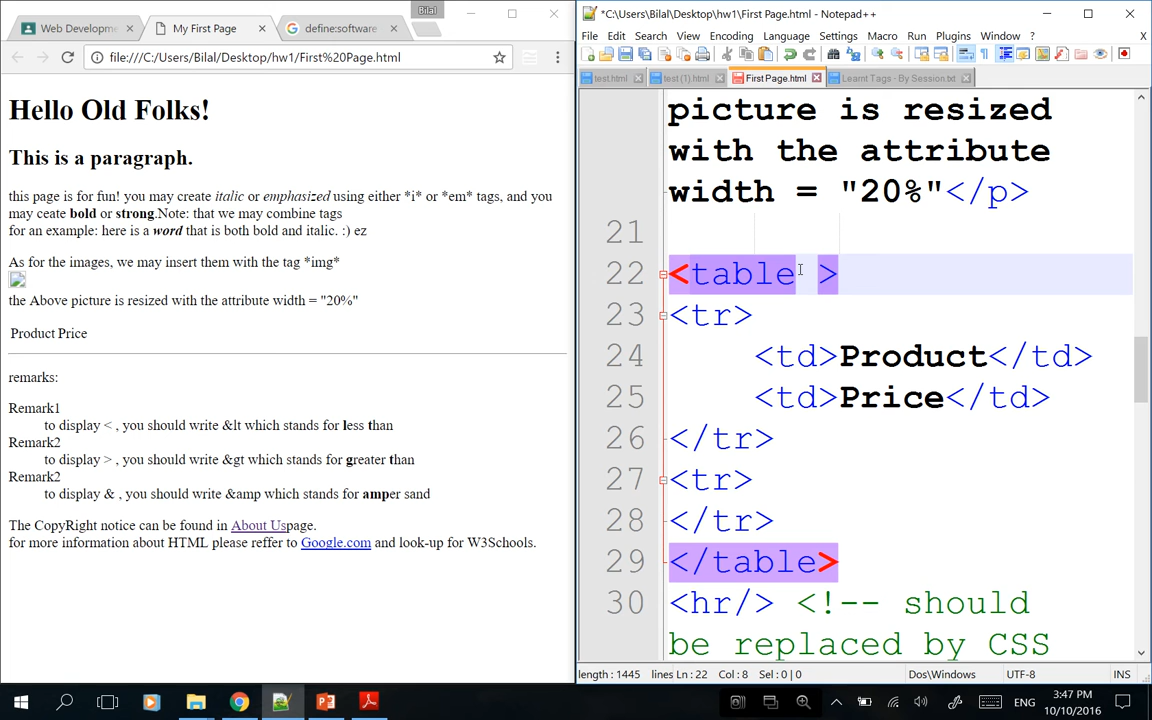 Bilal
Web Developme
My First Page
define:software
file:///C:/Users/Bilal/Desktop/hw1/First%20Page.html
Hello Old Folks!
This is a paragraph.
this page is for fun! you may create italic or emphasized using either *i* or *em* tags, and you
may ceate bold or strong.Note: that we may combine tags
for an example: here is a word that is both bold and italic. :) ez
As for the images, we may insert them with the tag *img*
the Above picture is resized with the attribute width = "20%"
Product Price
remarks:
Remark1
to display < , you should write &lt which stands for less than
Remark2
to display > , you should write &gt which stands for greater than
Remark2
to display & , you should write &amp which stands for amper sand
The CopyRight notice can be found in About Uspage.
for more information about HTML please reffer to Google.com and look-up for W3Schools.
*C:\Users\Bilal\Desktop\hw1\First Page.html - Notepad++
File Edit Search View Encoding Language Settings Macro Run Plugins Window ?
X
test.html
test (1).html
First Page.html
Learnt Tags - By Session.txt
picture is resized
with the attribute
width = "20%"</p>
21
22 <table >
23 <tr>
24 <td>Product</td>
25 <td>Price</td>
26 </tr>
27 <tr>
28 </tr>
29 </table>
30 <hr/> <!-- should
be replaced by CSS
length : 1445 lines Ln : 22 Col : 8 Sel : 0 | 0 Dos\Windows UTF-8 INS
ENG
3:47 PM
10/10/2016